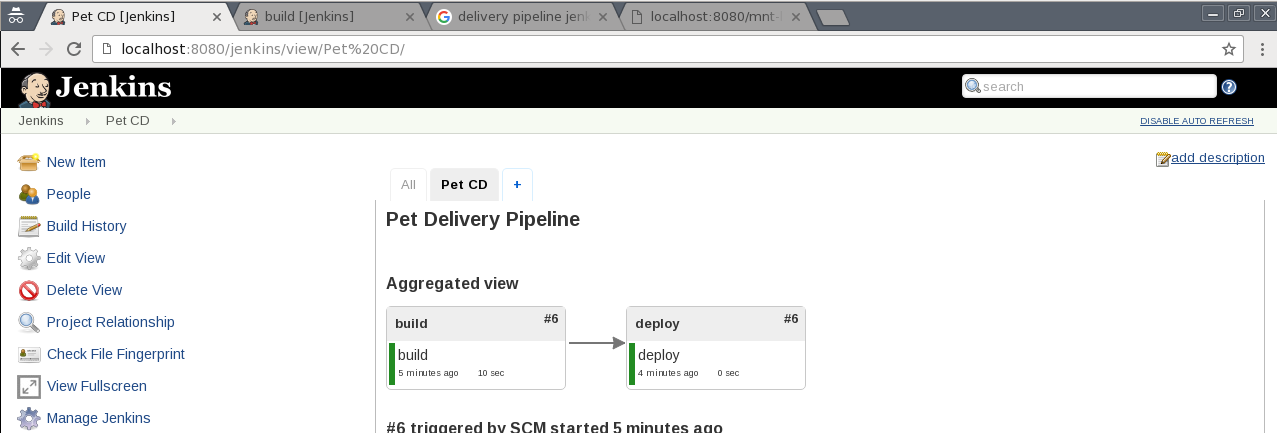 Pet CD [Jenkins] build [Jenkins] delivery pipeline jen localhost:8080/mnt-
localhost:8080/jenkins/view/Pet%20CD/
Jenkins search
Jenkins Pet CD DISABLE AUTO REFRESH
add description
New Item
People
Build History
Edit View
Delete View
Project Relationship
Check File Fingerprint
View Fullscreen
Manage Jenkins
All Pet CD +
Pet Delivery Pipeline
Aggregated view
build #6
build
5 minutes ago 10 sec
deploy #6
deploy
4 minutes ago 0 sec
#6 triggered by SCM started 5 minutes ago